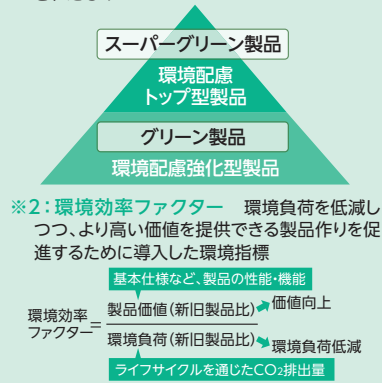 スーパーグリーン製品
環境配慮
トップ型製品
グリーン製品
環境配慮強化型製品
※2：環境効率ファクター　環境負荷を低減し
つつ、より高い価値を提供できる製品作りを促
進するために導入した環境指標
基本仕様など、製品の性能・機能
環境効率
ファクター
=
製品価値（新旧製品比）
価値向上
環境負荷（新旧製品比）
環境負荷低減
ライフサイクルを通じたCO₂排出量